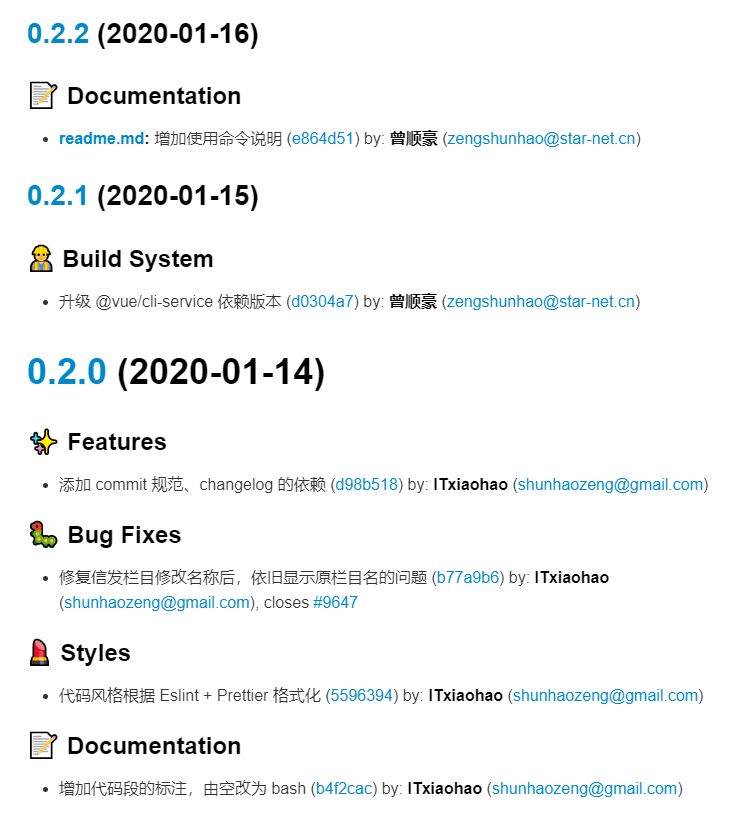 0.2.2 (2020-01-16)
📝 Documentation
• readme.md: 增加使用命令说明 (e864d51) by: 曾顺豪 (zengshunhao@star-net.cn)
0.2.1 (2020-01-15)
👷 Build System
• 升级 @vue/cli-service 依赖版本 (d0304a7) by: 曾顺豪 (zengshunhao@star-net.cn)
0.2.0 (2020-01-14)
✨ Features
• 添加 commit 规范、changelog 的依赖 (d98b518) by: ITxiaohao (shunhaozeng@gmail.com)
🐛 Bug Fixes
• 修复信发栏目修改名称后，依旧显示原栏目名的问题 (b77a9b6) by: ITxiaohao
(shunhaozeng@gmail.com), closes #9647
💄 Styles
• 代码风格根据 Eslint + Prettier 格式化 (5596394) by: ITxiaohao (shunhaozeng@gmail.com)
📝 Documentation
• 增加代码段的标注，由空改为 bash (b4f2cac) by: ITxiaohao (shunhaozeng@gmail.com)